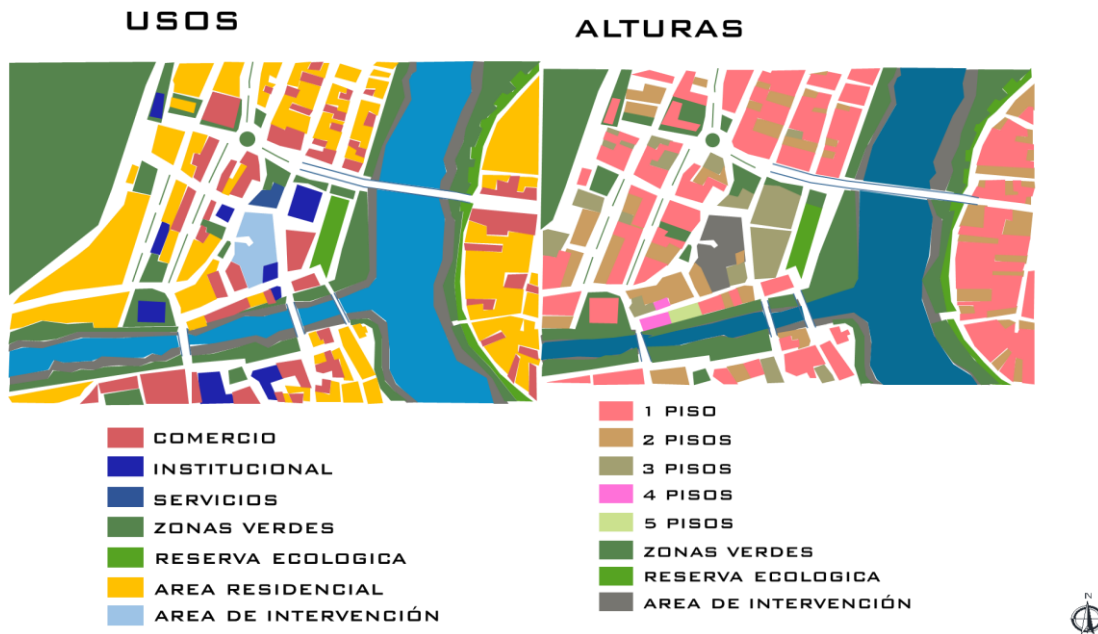 USOS
COMERCIO
INSTITUCIONAL
SERVICIOS
ZONAS VERDES
RESERVA ECOLOGICA
AREA RESIDENCIAL
AREA DE INTERVENCIÓN
ALTURAS
1 PISO
2 PISOS
3 PISOS
4 PISOS
5 PISOS
ZONAS VERDES
RESERVA ECOLOGICA
AREA DE INTERVENCIÓN
N